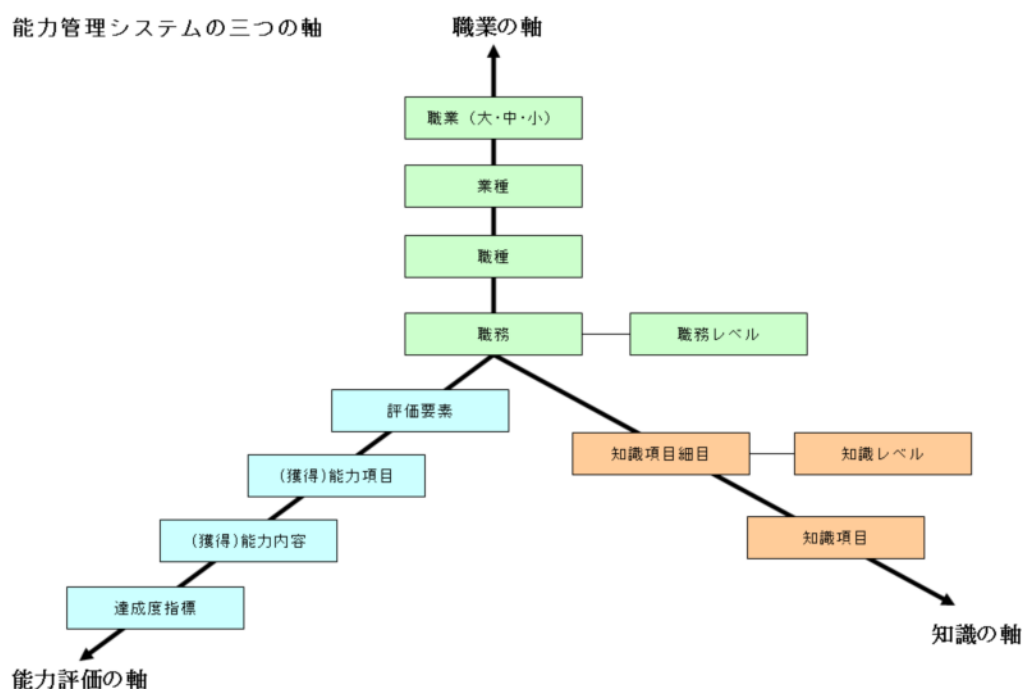 能力管理システムの三つの軸
職業の軸
職業（大・中・小）
業種
職種
職務
職務レベル
評価要素
知識項目細目
知識レベル
(獲得)能力項目
(獲得)能力内容
知識項目
達成度指標
知識の軸
能力評価の軸